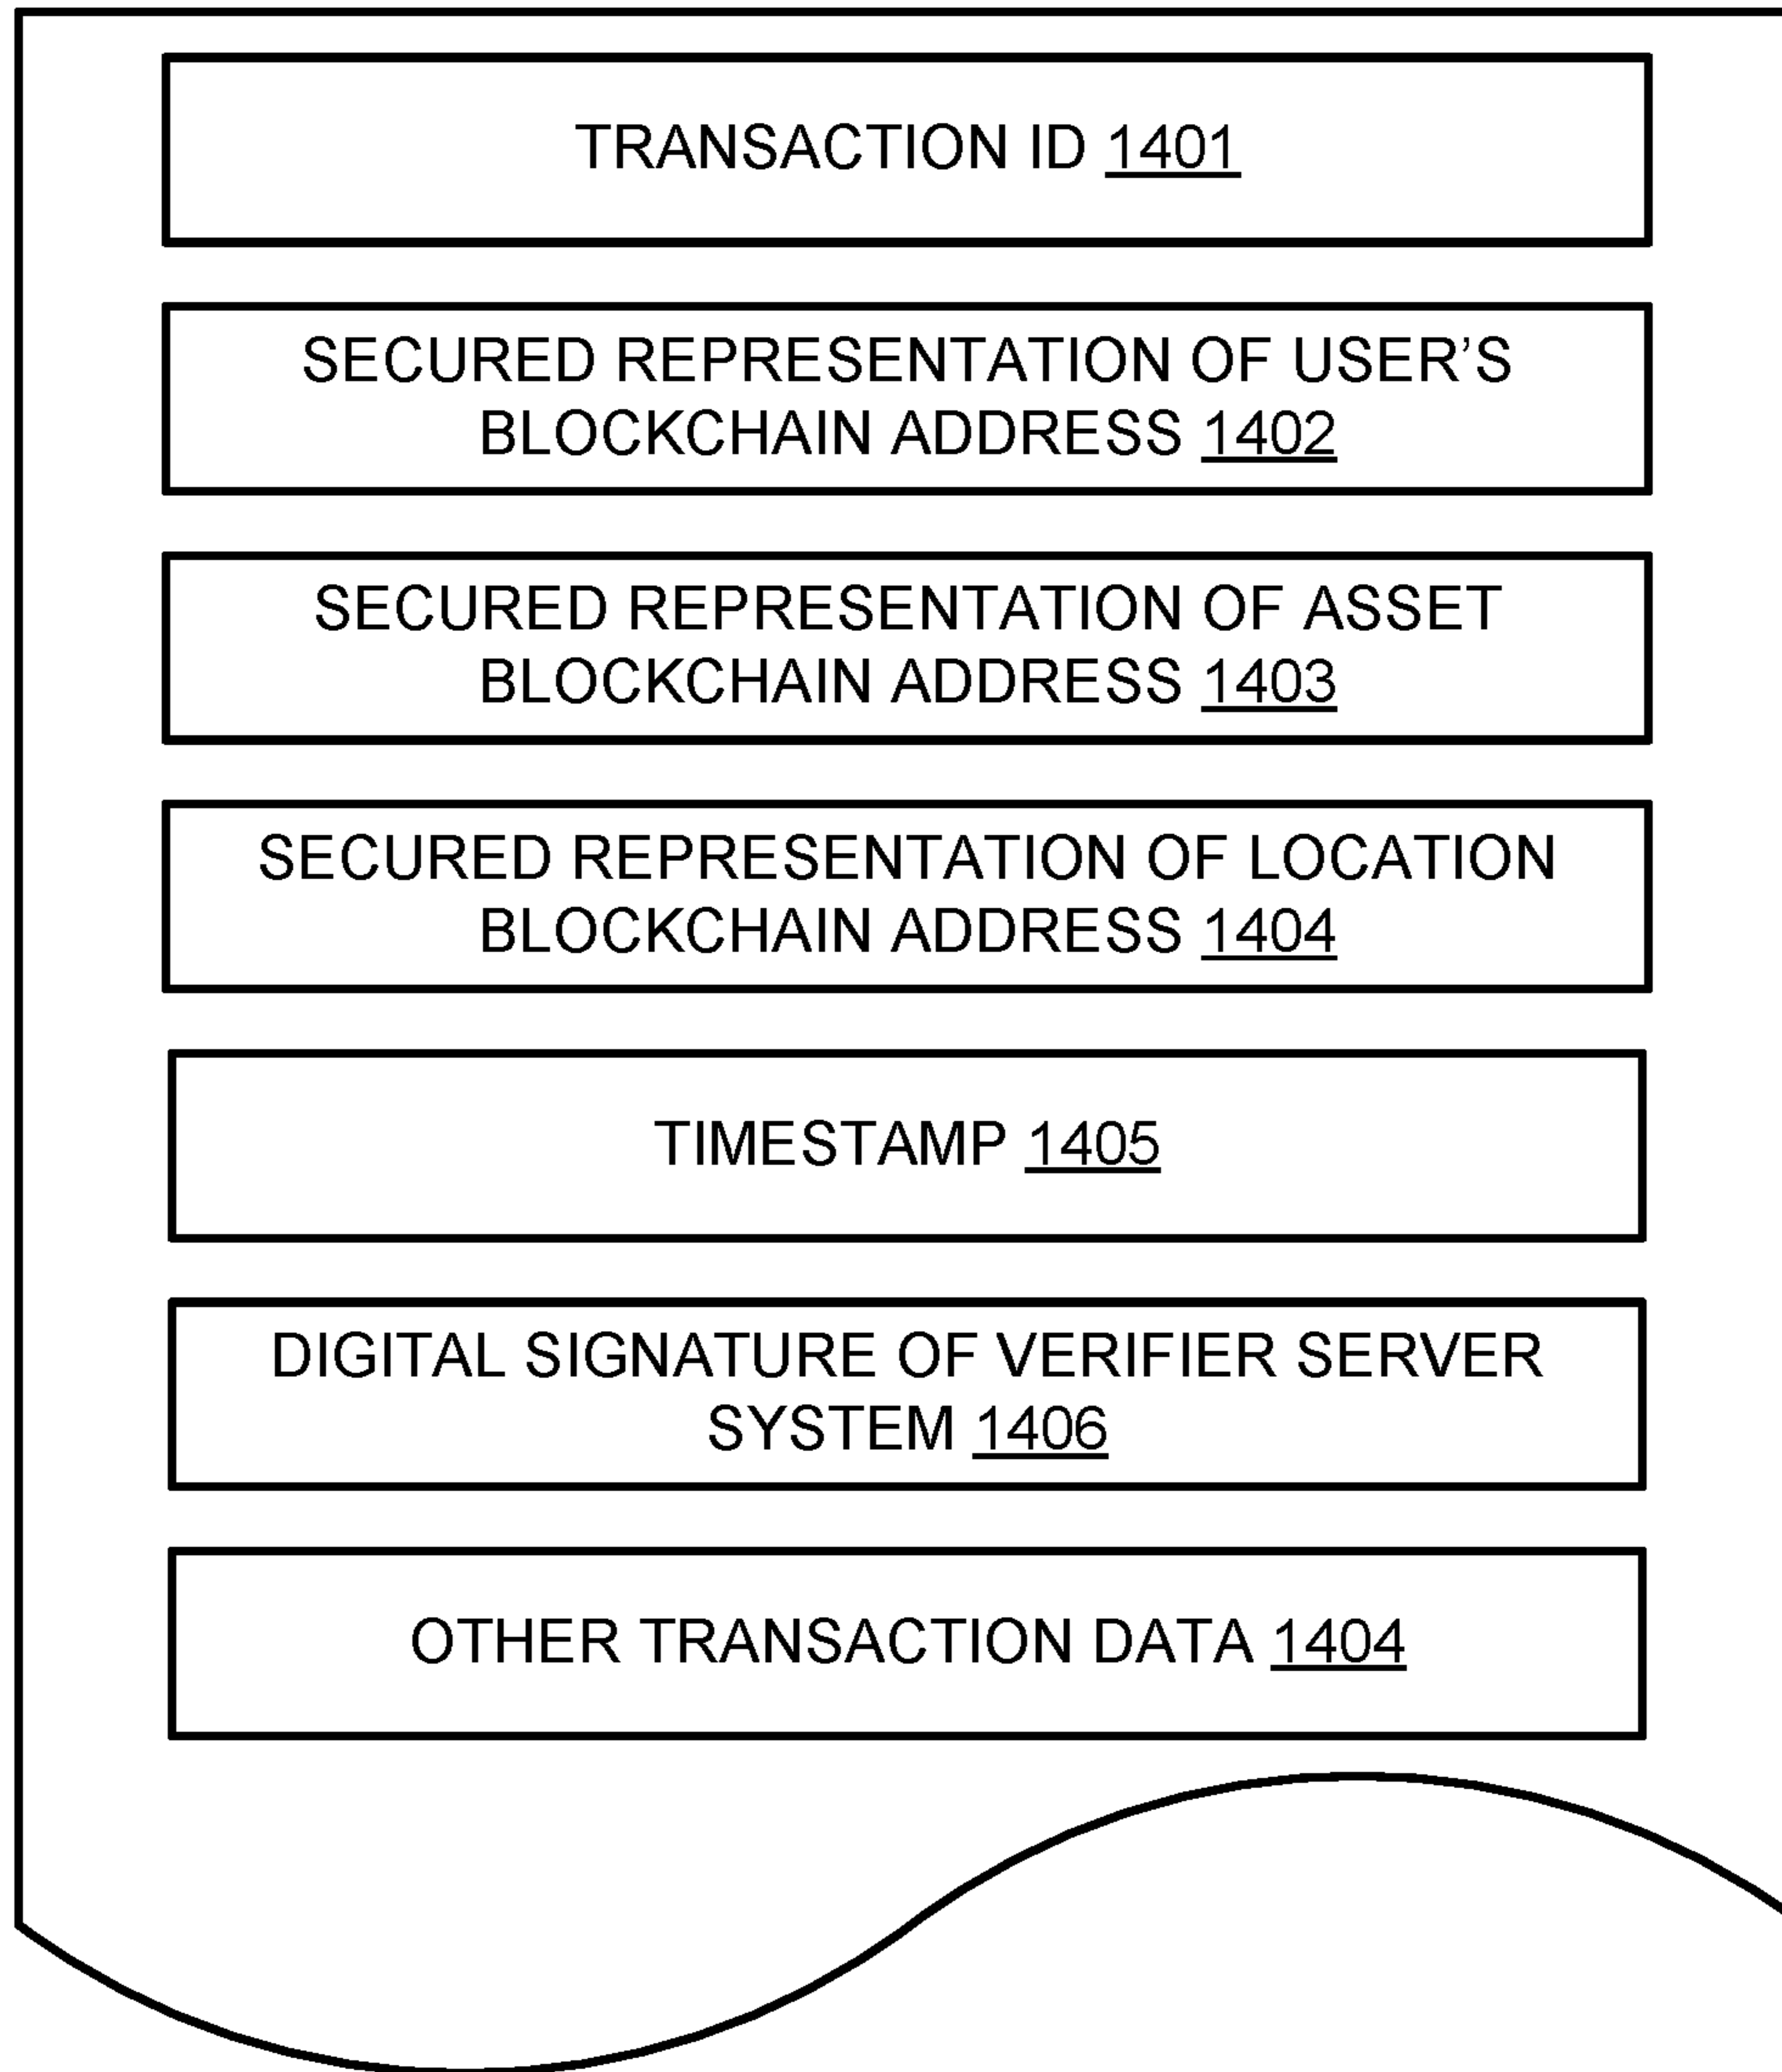 TRANSACTION ID 1401
SECURED REPRESENTATION OF USER’S
BLOCKCHAIN ADDRESS 1402
SECURED REPRESENTATION OF ASSET
BLOCKCHAIN ADDRESS 1403
SECURED REPRESENTATION OF LOCATION
BLOCKCHAIN ADDRESS 1404
TIMESTAMP 1405
DIGITAL SIGNATURE OF VERIFIER SERVER
SYSTEM 1406
OTHER TRANSACTION DATA 1404